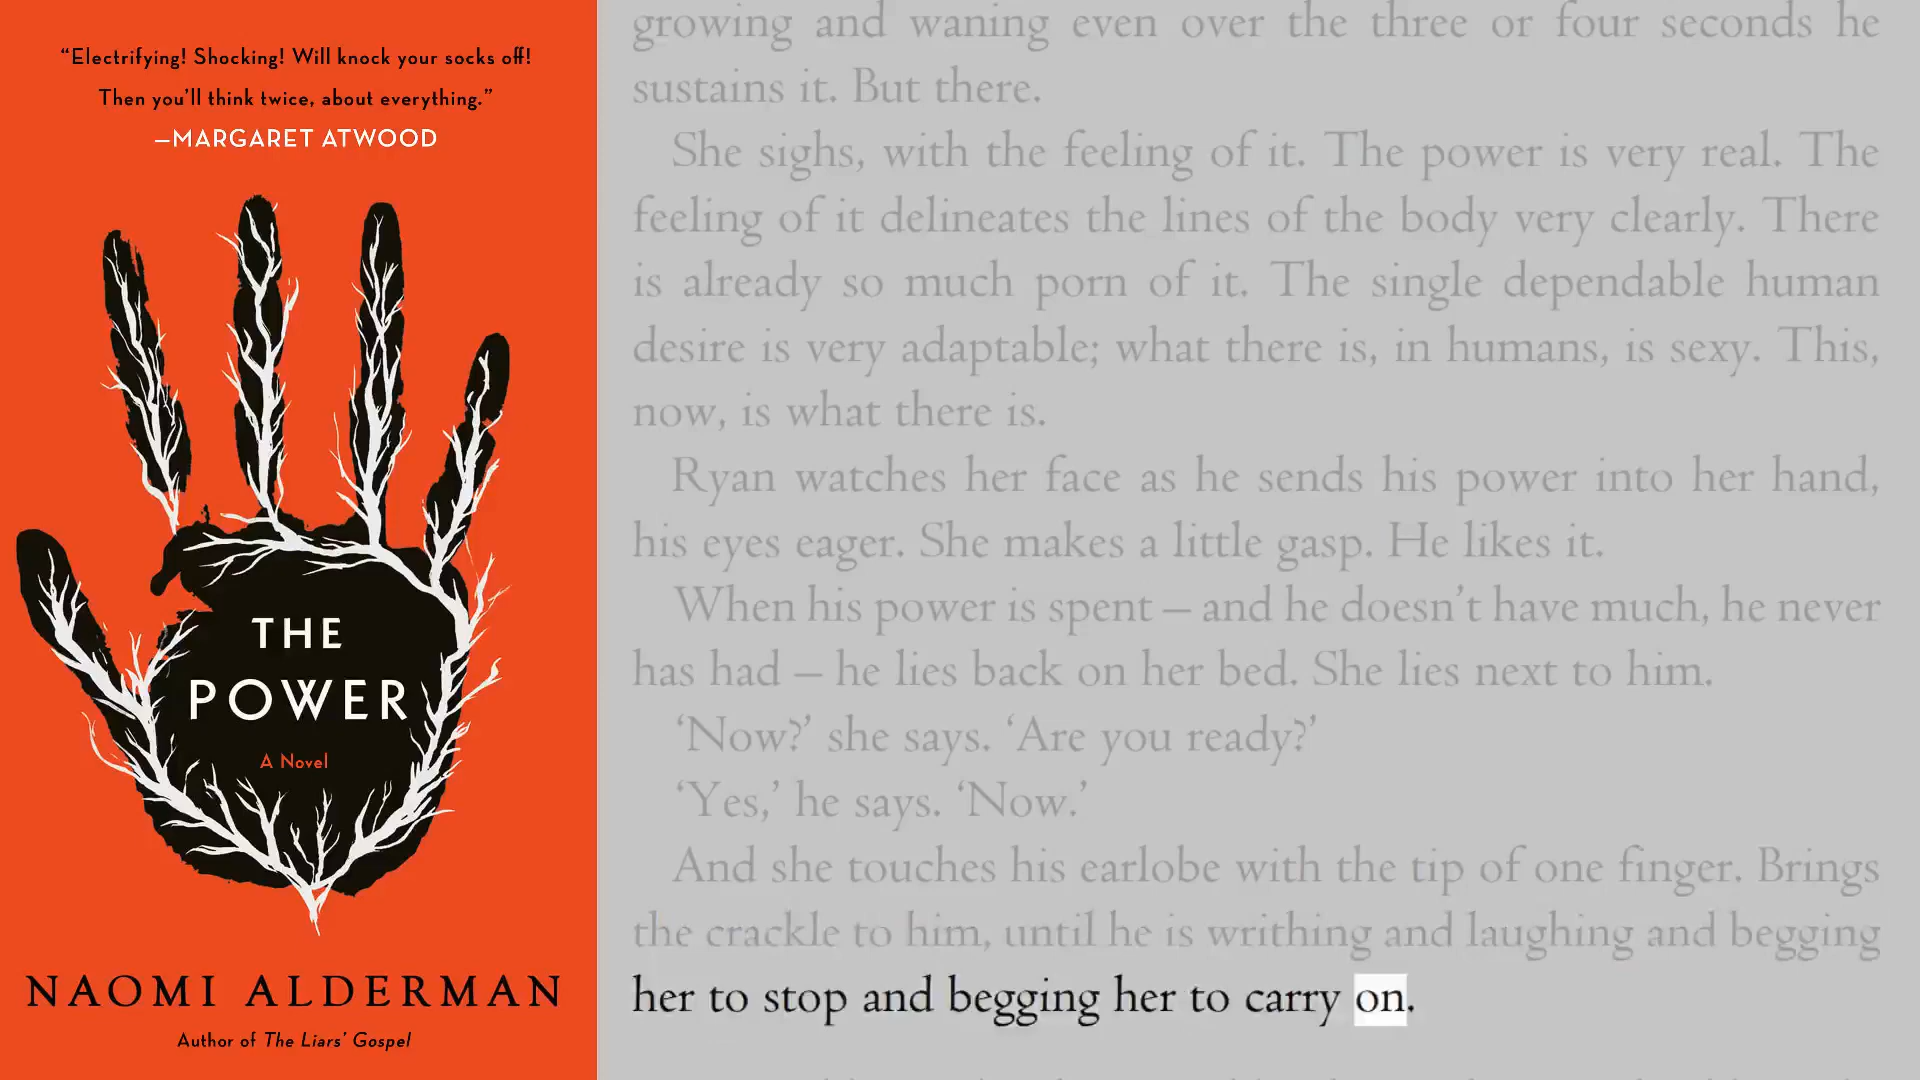 “Electrifying! Shocking! Will knock your socks off!
Then you’ll think twice, about everything.”
—MARGARET ATWOOD
THE
POWER
A Novel
NAOMI ALDERMAN
Author of The Liars’ Gospel
growing and waning even over the three or four seconds he
sustains it. But there.
She sighs, with the feeling of it. The power is very real. The
feeling of it delineates the lines of the body very clearly. There
is already so much porn of it. The single dependable human
desire is very adaptable; what there is, in humans, is sexy. This,
now, is what there is.
Ryan watches her face as he sends his power into her hand,
his eyes eager. She makes a little gasp. He likes it.
When his power is spent – and he doesn’t have much, he never
has had – he lies back on her bed. She lies next to him.
‘Now?’ she says. ‘Are you ready?’
‘Yes,’ he says. ‘Now.’
And she touches his earlobe with the tip of one finger. Brings
the crackle to him, until he is writhing and laughing and begging
her to stop and begging her to carry on.